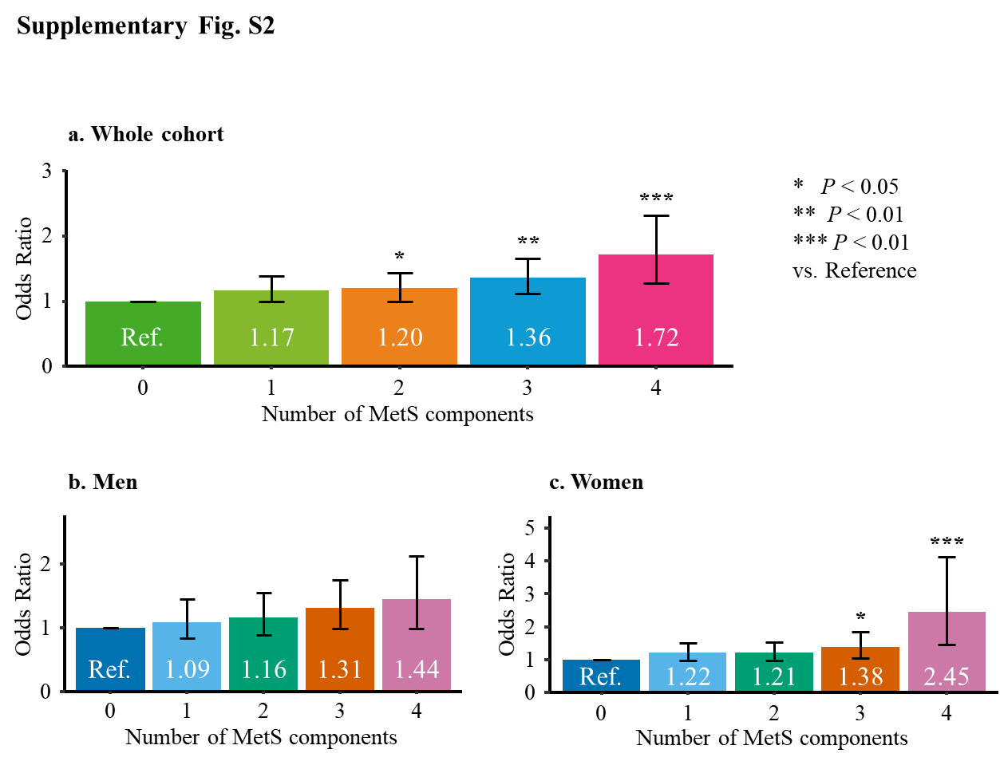 Supplementary Fig. S2
a. Whole cohort
* P < 0.05
** P < 0.01
*** P < 0.01
vs. Reference
Odds Ratio
3
2
1
0
*
**
***
Ref.
1.17
1.20
1.36
1.72
0 1 2 3 4
Number of MetS components
b. Men
Odds Ratio
2
1
0
Ref.
1.09
1.16
1.31
1.44
0 1 2 3 4
Number of MetS components
c. Women
Odds Ratio
5
4
3
2
1
0
*
***
Ref.
1.22
1.21
1.38
2.45
0 1 2 3 4
Number of MetS components